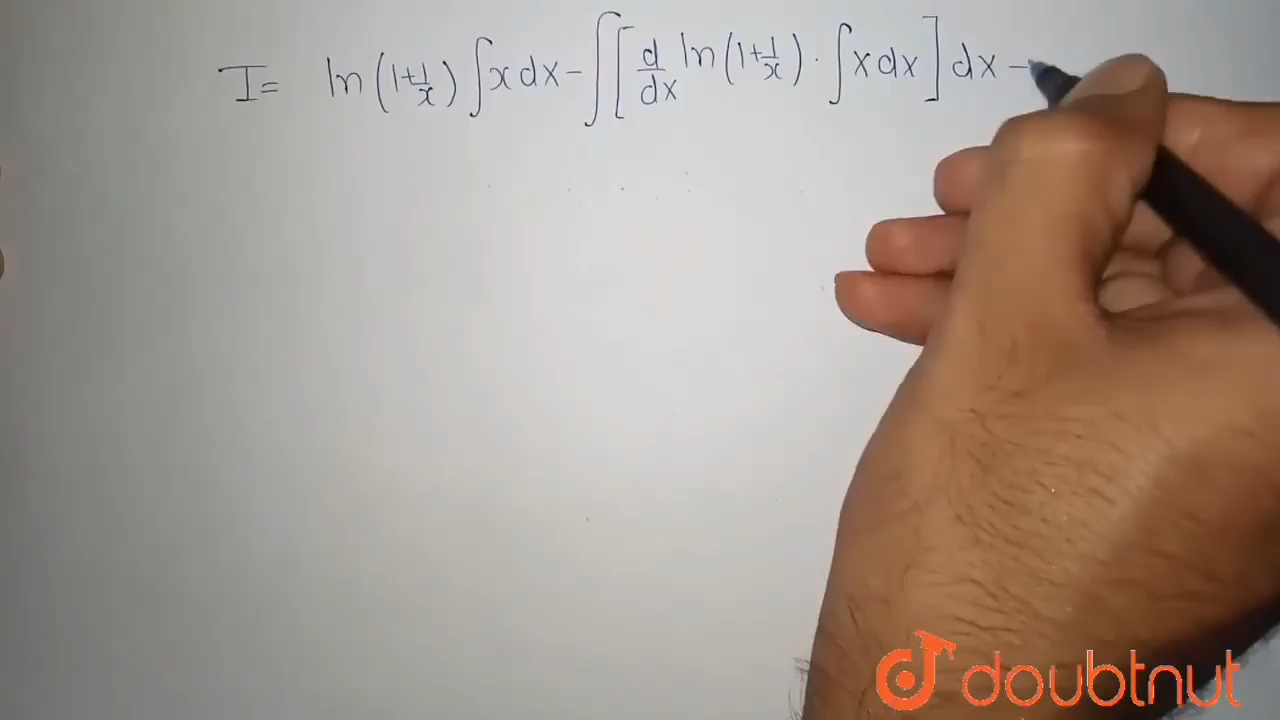 I= ln(1+1/x)∫x dx-∫[d/dx ln(1+1/x)·∫x dx] dx -
doubtnut